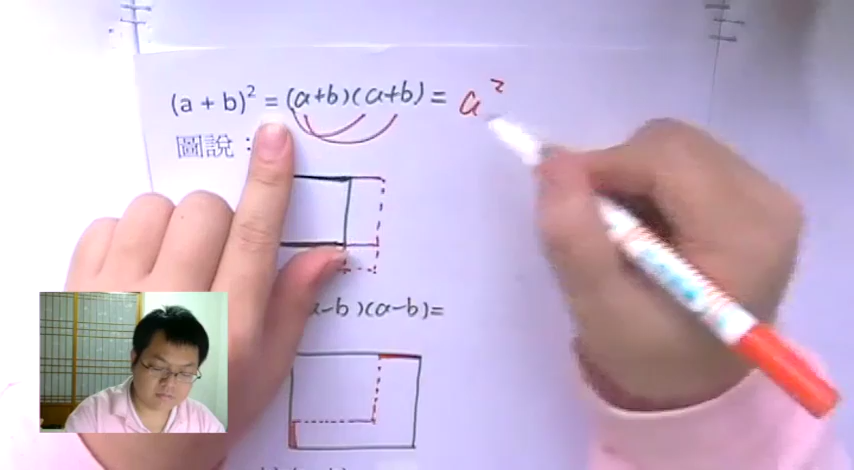 (a + b)² = (a+b)(a+b) = a²
圖說：
a-b)(a-b)=